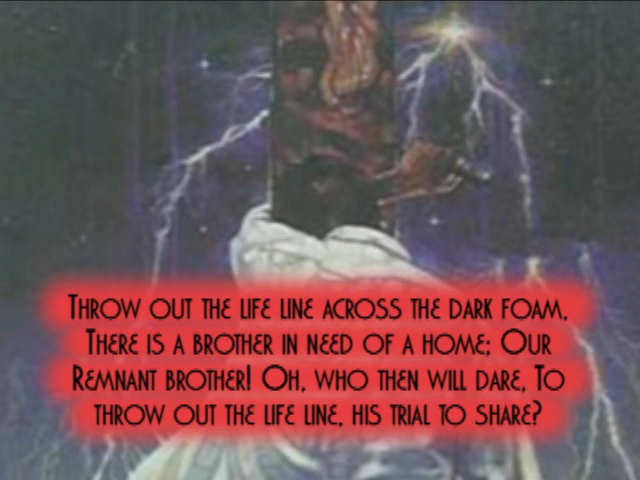 Throw out the life line across the dark foam,
There is a brother in need of a home; Our
Remnant brother! Oh, who then will dare, To
throw out the life line, his trial to share?